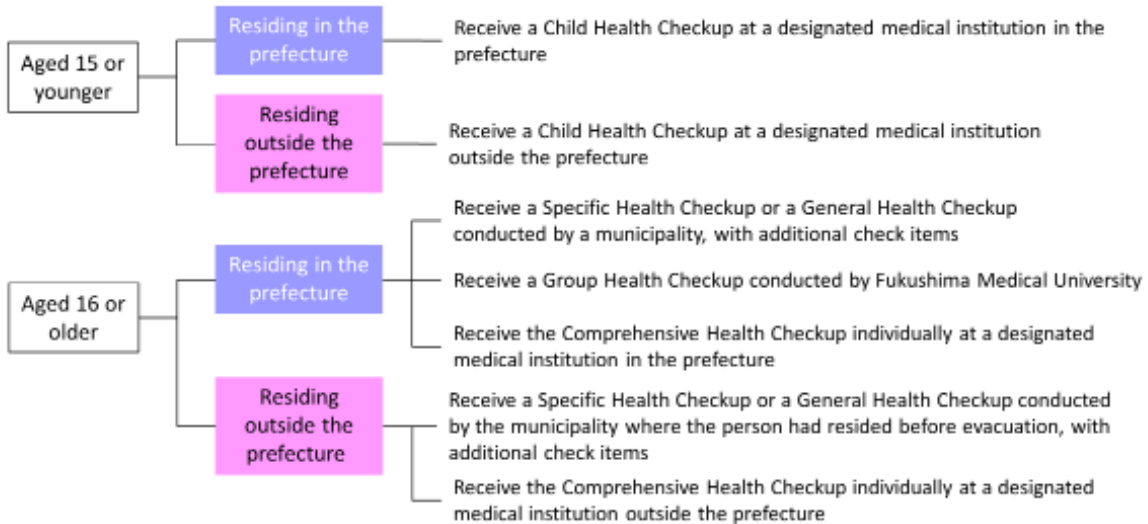 Aged 15 or
younger
Residing in the
prefecture
Receive a Child Health Checkup at a designated medical institution in the
prefecture
Residing
outside the
prefecture
Receive a Child Health Checkup at a designated medical institution
outside the prefecture
Aged 16 or
older
Residing in the
prefecture
Receive a Specific Health Checkup or a General Health Checkup
conducted by a municipality, with additional check items
Receive a Group Health Checkup conducted by Fukushima Medical University
Receive the Comprehensive Health Checkup individually at a designated
medical institution in the prefecture
Residing
outside the
prefecture
Receive a Specific Health Checkup or a General Health Checkup conducted
by the municipality where the person had resided before evacuation, with
additional check items
Receive the Comprehensive Health Checkup individually at a designated
medical institution outside the prefecture